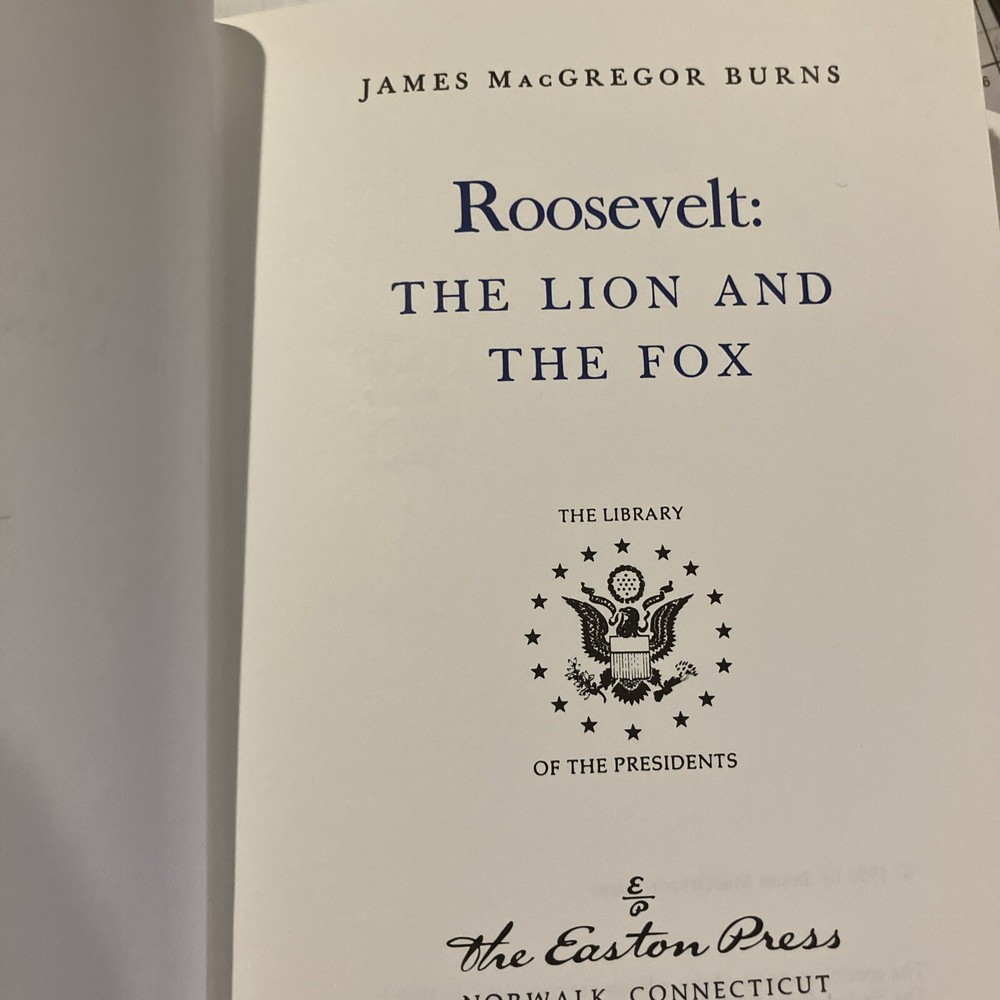 JAMES MacGREGOR BURNS
Roosevelt:
THE LION AND
THE FOX
THE LIBRARY
OF THE PRESIDENTS
E
P
The Easton Press
NORWALK, CONNECTICUT
6